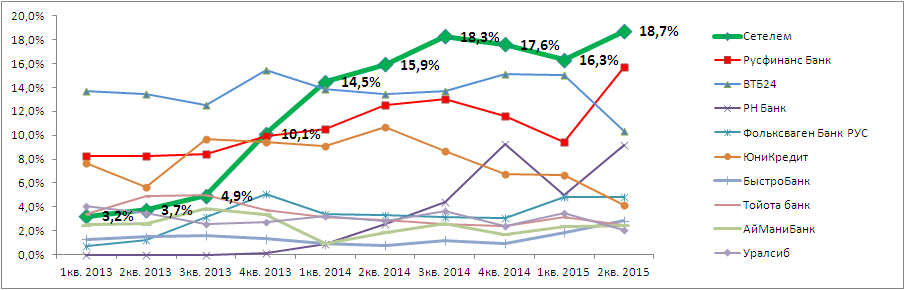 20,0%
18,0%
16,0%
14,0%
12,0%
10,0%
8,0%
6,0%
4,0%
2,0%
0,0%
3,2%
3,7%
4,9%
10,1%
14,5%
15,9%
18,3%
17,6%
16,3%
18,7%
1кв. 2013
2кв. 2013
3кв. 2013
4кв. 2013
1кв. 2014
2кв. 2014
3кв. 2014
4кв. 2014
1кв. 2015
2кв. 2015
Сетелем
Русфинанс Банк
ВТБ24
РН Банк
Фольксваген Банк РУС
ЮниКредит
БыстроБанк
Тойота банк
АйМаниБанк
Уралсиб